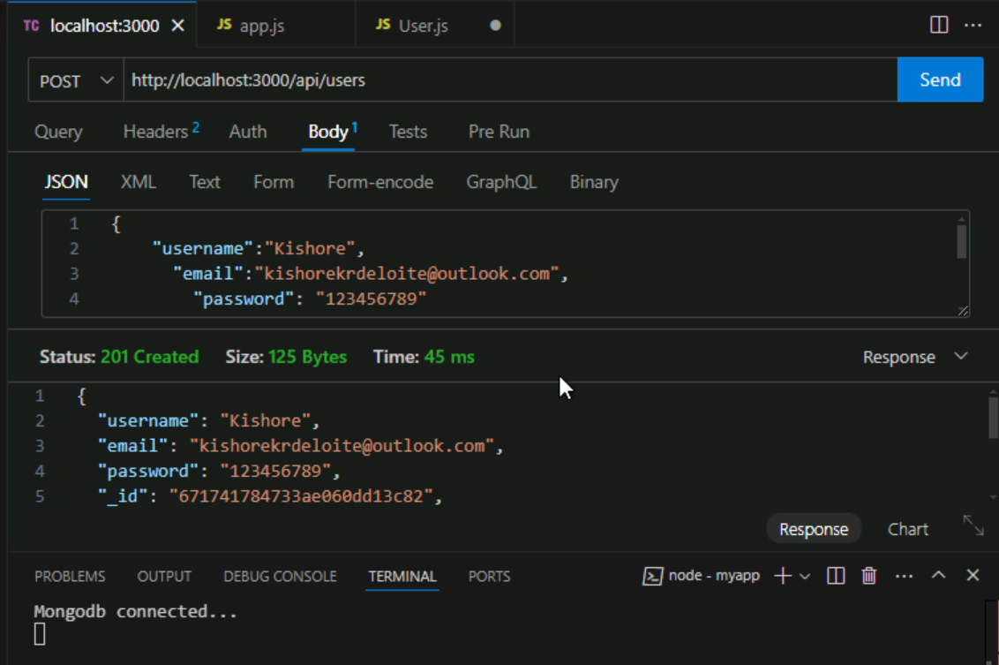 TC localhost:3000 JS app.js JS User.js
POST http://localhost:3000/api/users Send
Query Headers 2 Auth Body 1 Tests Pre Run
JSON XML Text Form Form-encode GraphQL Binary
1 {
2 "username":"Kishore",
3 "email":"kishorekrdeloite@outlook.com",
4 "password": "123456789"
Status: 201 Created Size: 125 Bytes Time: 45 ms Response
1 {
2 "username": "Kishore",
3 "email": "kishorekrdeloite@outlook.com",
4 "password": "123456789",
5 "_id": "671741784733ae060dd13c82",
Response Chart
PROBLEMS OUTPUT DEBUG CONSOLE TERMINAL PORTS node - myapp
Mongodb connected...